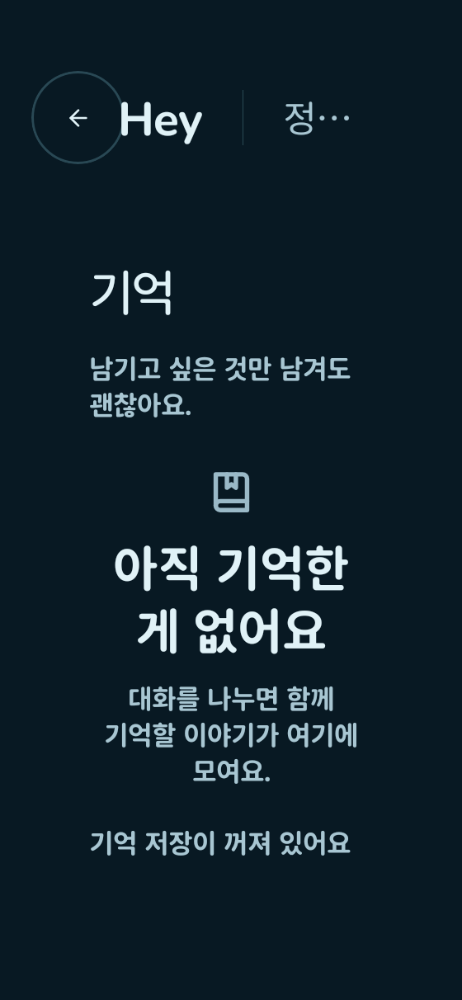 Hey
정…
기억
남기고 싶은 것만 남겨도
괜찮아요.
아직 기억한
게 없어요
대화를 나누면 함께
기억할 이야기가 여기에
모여요.
기억 저장이 꺼져 있어요